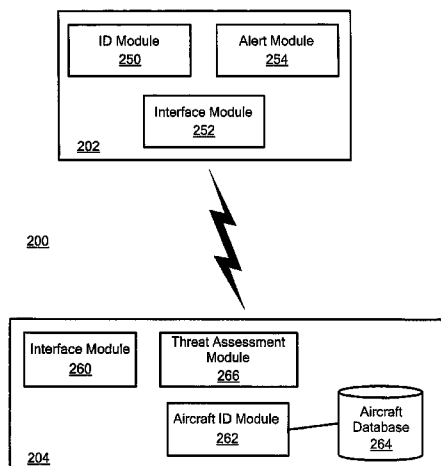 ID Module
250
Alert Module
254
Interface Module
252
202
200
Interface Module
260
Threat Assessment
Module
266
Aircraft ID Module
262
Aircraft
Database
264
204